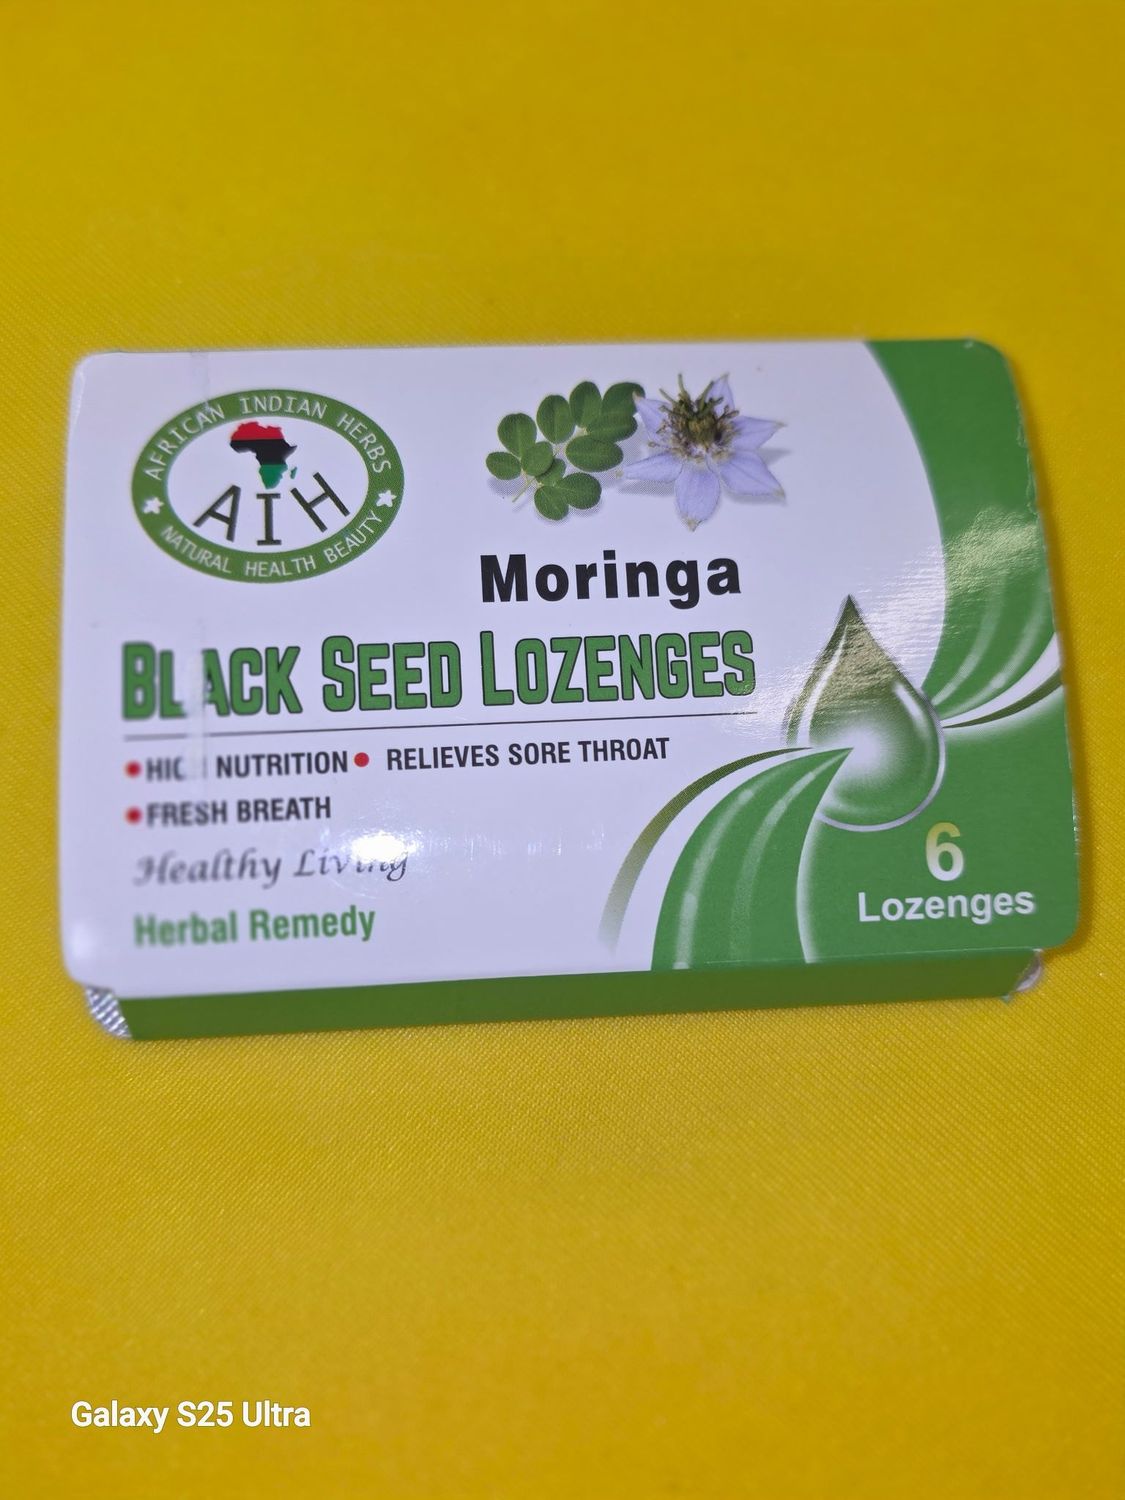 AFRICAN INDIAN HERBS
AIH
NATURAL HEALTH BEAUTY
Moringa
BLACK SEED LOZENGES
• HIGH NUTRITION • RELIEVES SORE THROAT
• FRESH BREATH
Healthy Living
Herbal Remedy
6
Lozenges
Galaxy S25 Ultra